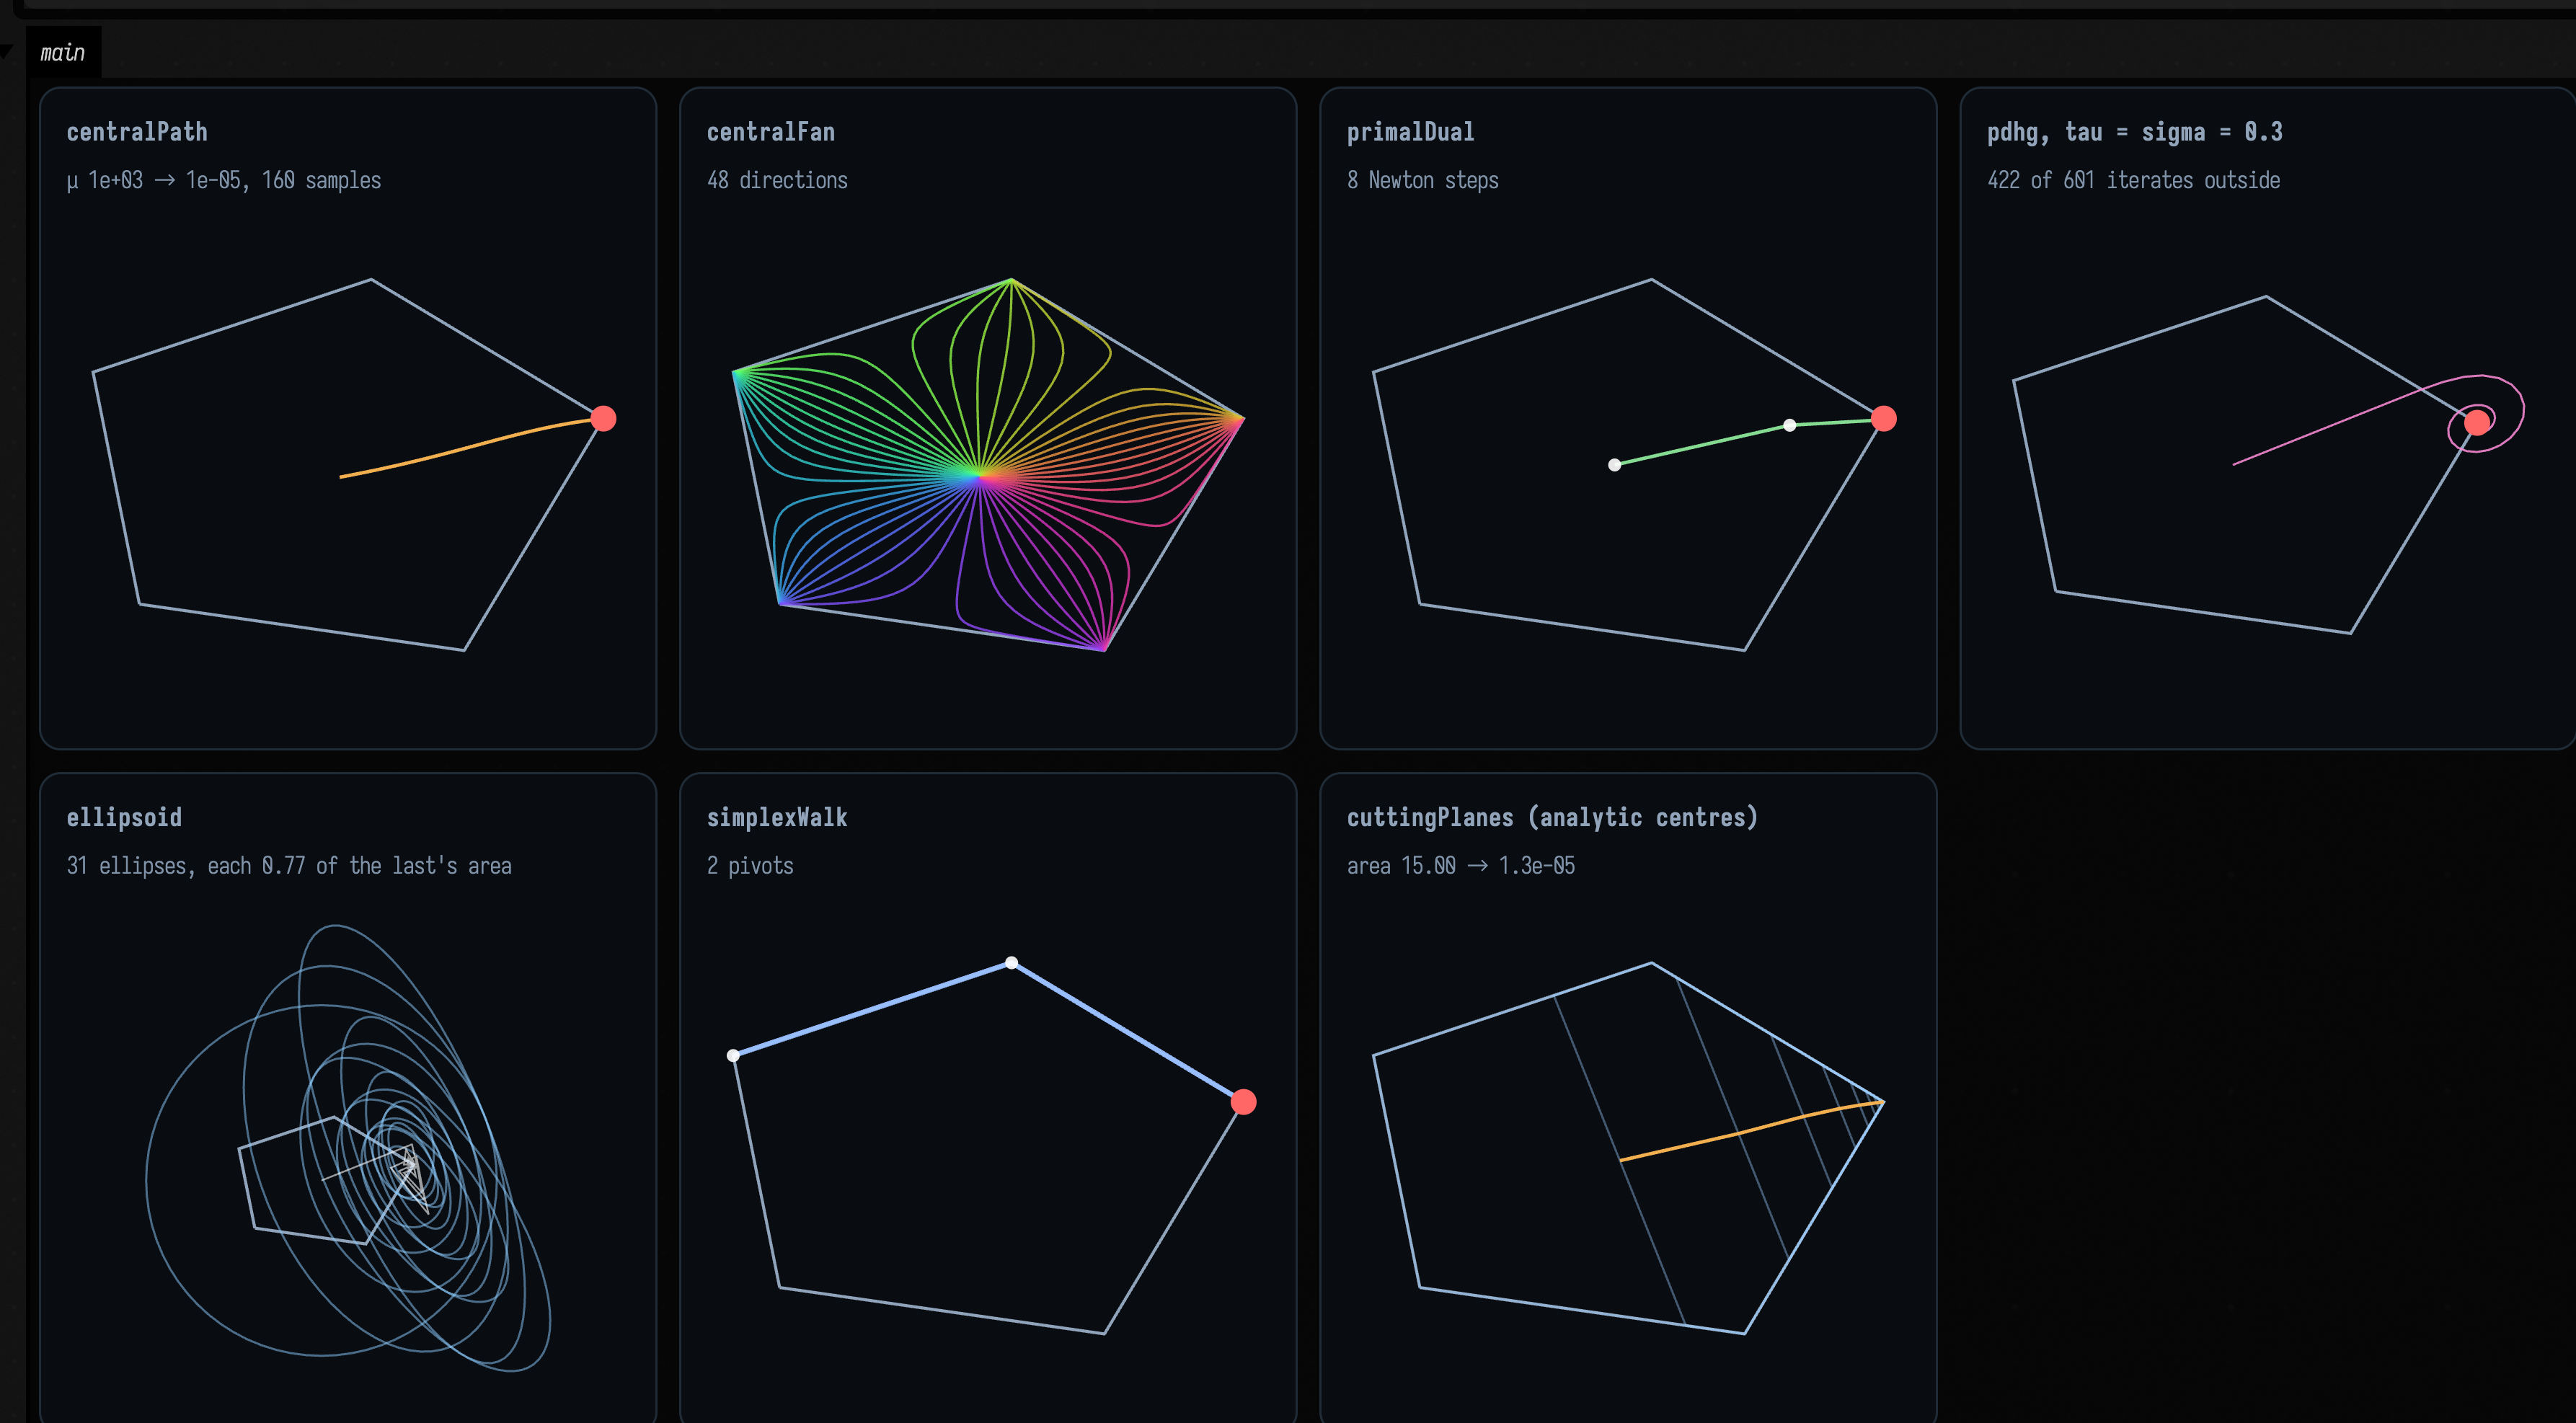 main
centralPath
μ 1e+03 → 1e-05, 160 samples
centralFan
48 directions
primalDual
8 Newton steps
pdhg, tau = sigma = 0.3
422 of 601 iterates outside
ellipsoid
31 ellipses, each 0.77 of the last's area
simplexWalk
2 pivots
cuttingPlanes (analytic centres)
area 15.00 → 1.3e-05